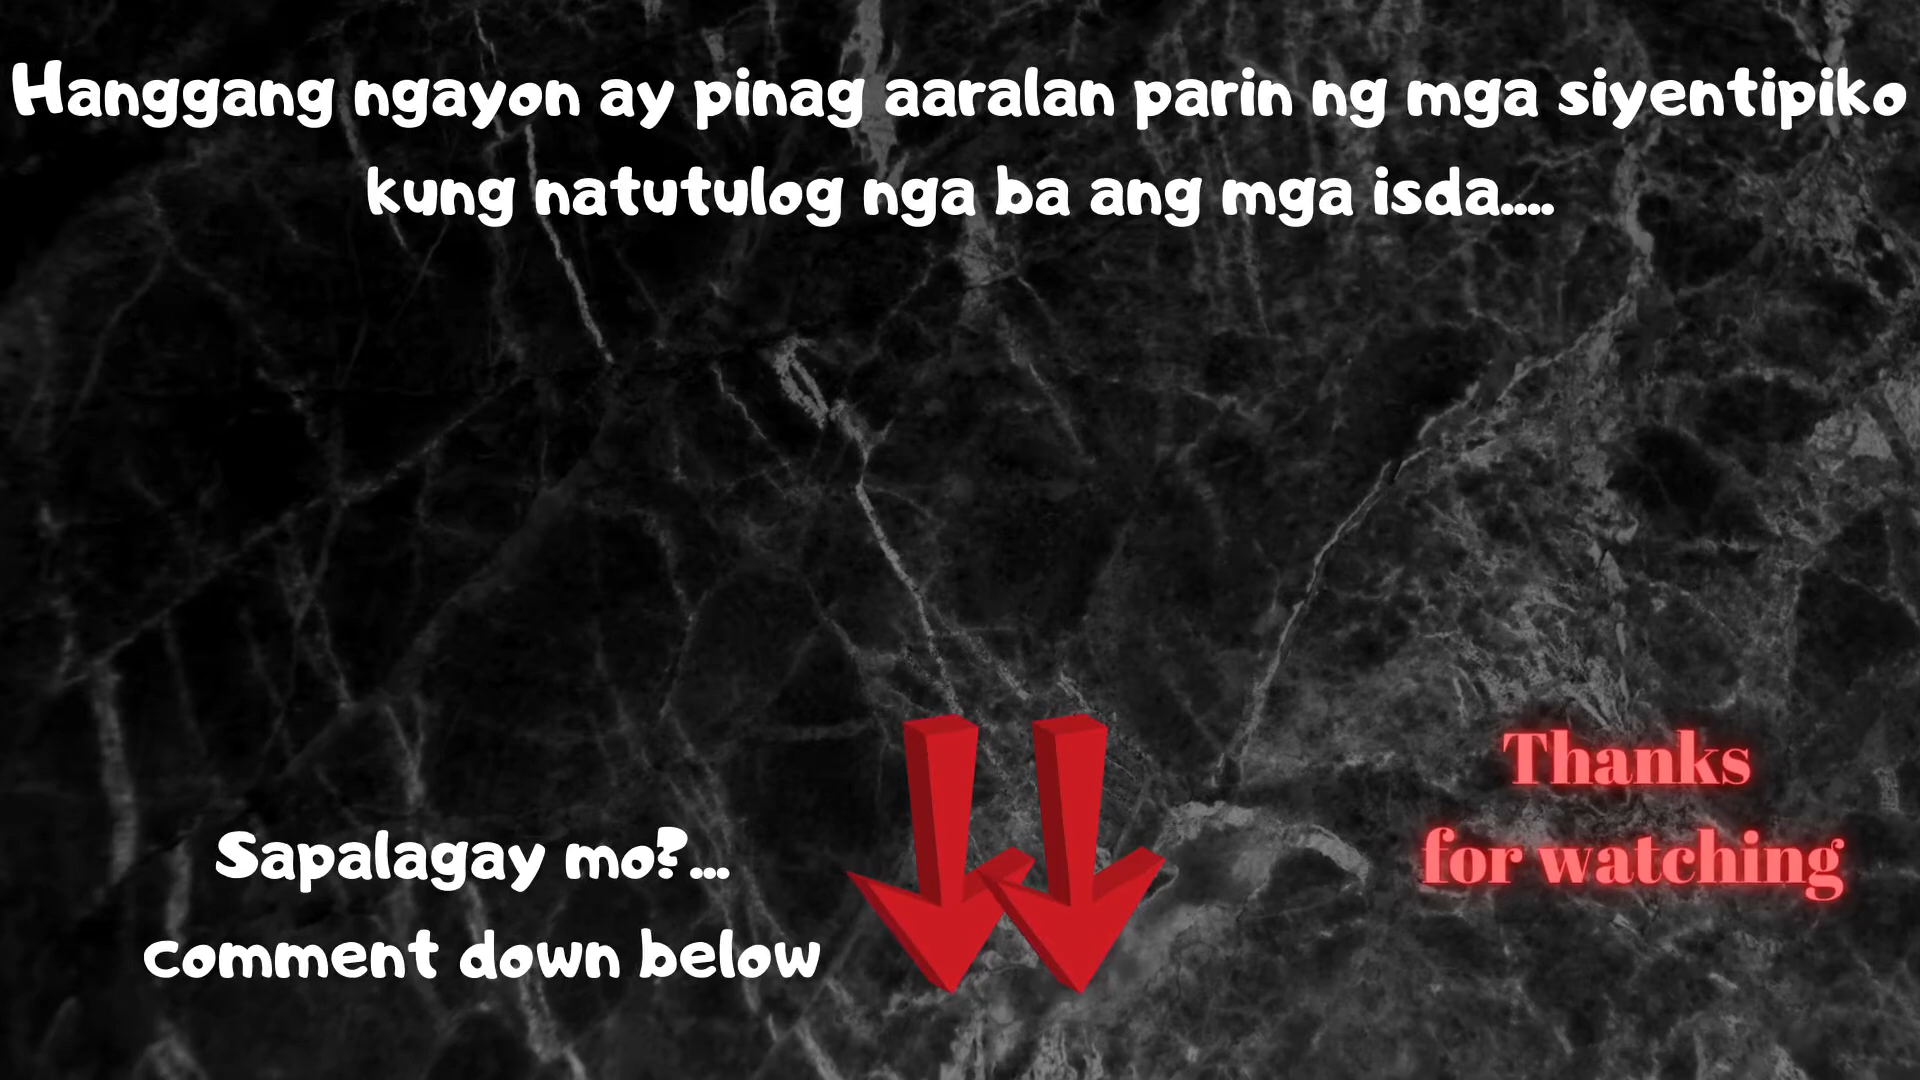 Hanggang ngayon ay pinag aaralan parin ng mga siyentipiko
kung natutulog nga ba ang mga isda....
Sapalagay mo?...
comment down below
Thanks
for watching